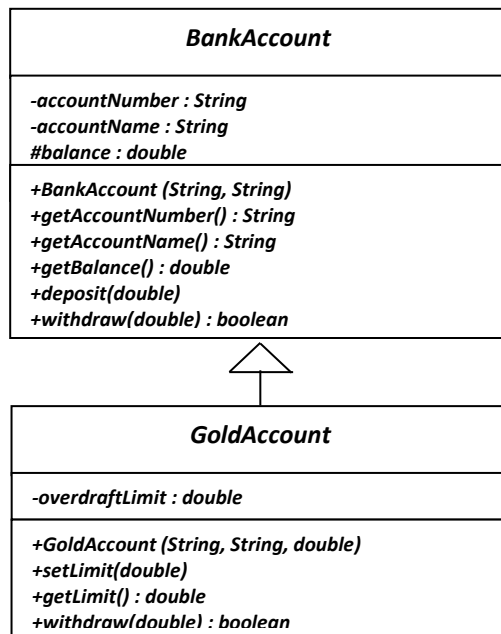 BankAccount
-accountNumber : String
-accountName : String
#balance : double
+BankAccount (String, String)
+getAccountNumber() : String
+getAccountName() : String
+getBalance() : double
+deposit(double)
+withdraw(double) : boolean
GoldAccount
-overdraftLimit : double
+GoldAccount (String, String, double)
+setLimit(double)
+getLimit() : double
+withdraw(double) : boolean